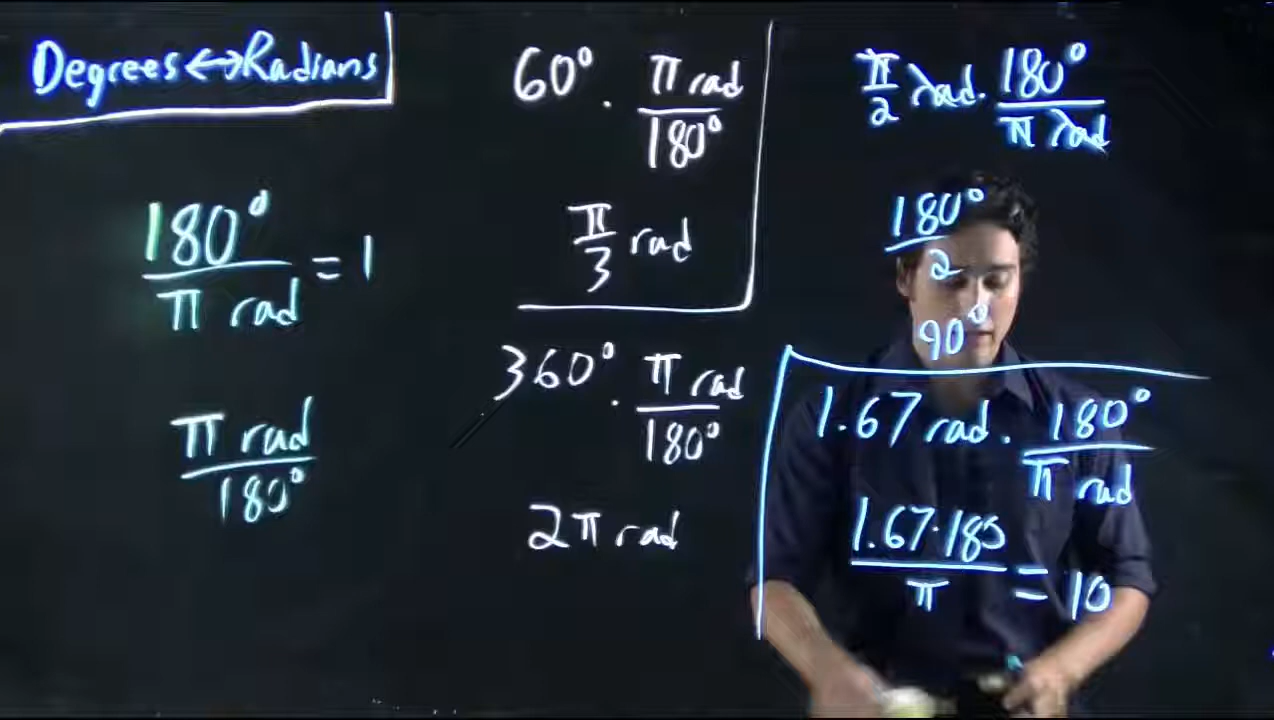 Degrees↔Radians
180°
π rad
= 1
π rad
180°
60° · π rad
180°
π
3
rad
360° · π rad
180°
2π rad
π
2
rad · 180°
π rad
180°
2
90°
1.67 rad · 180°
π rad
1.67·180
π
= 10